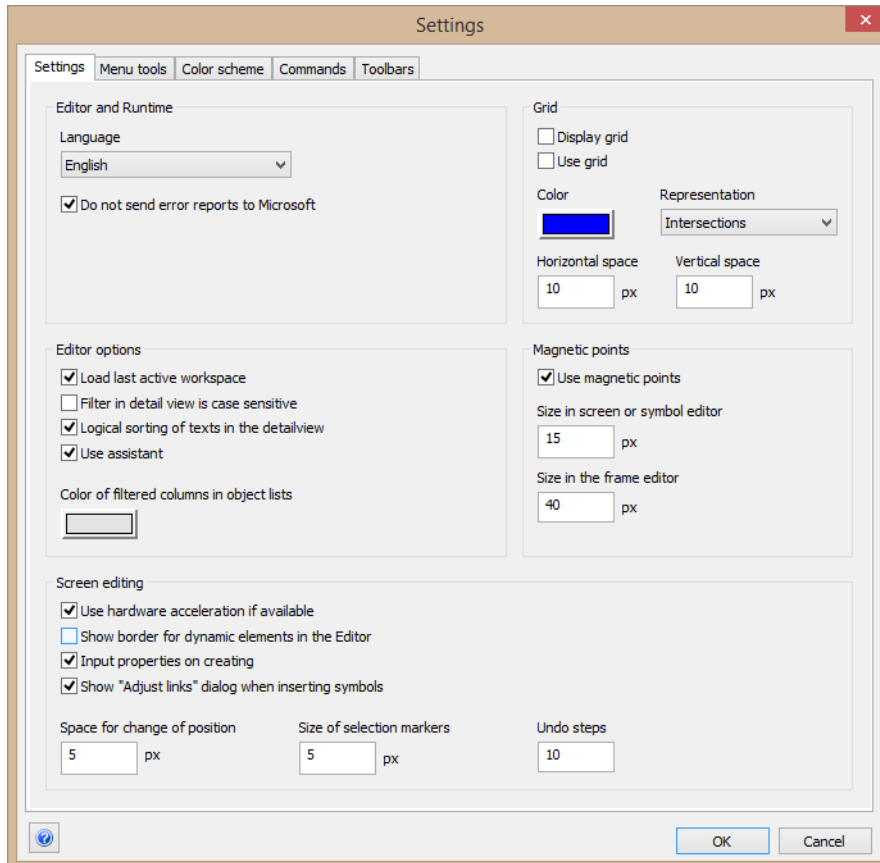 Settings
Settings Menu tools Color scheme Commands Toolbars
Editor and Runtime
Language
English
Do not send error reports to Microsoft
Grid
Display grid
Use grid
Color Representation
Intersections
Horizontal space Vertical space
10 px 10 px
Editor options
Load last active workspace
Filter in detail view is case sensitive
Logical sorting of texts in the detailview
Use assistant
Color of filtered columns in object lists
Magnetic points
Use magnetic points
Size in screen or symbol editor
15 px
Size in the frame editor
40 px
Screen editing
Use hardware acceleration if available
Show border for dynamic elements in the Editor
Input properties on creating
Show "Adjust links" dialog when inserting symbols
Space for change of position Size of selection markers Undo steps
5 px 5 px 10
OK Cancel